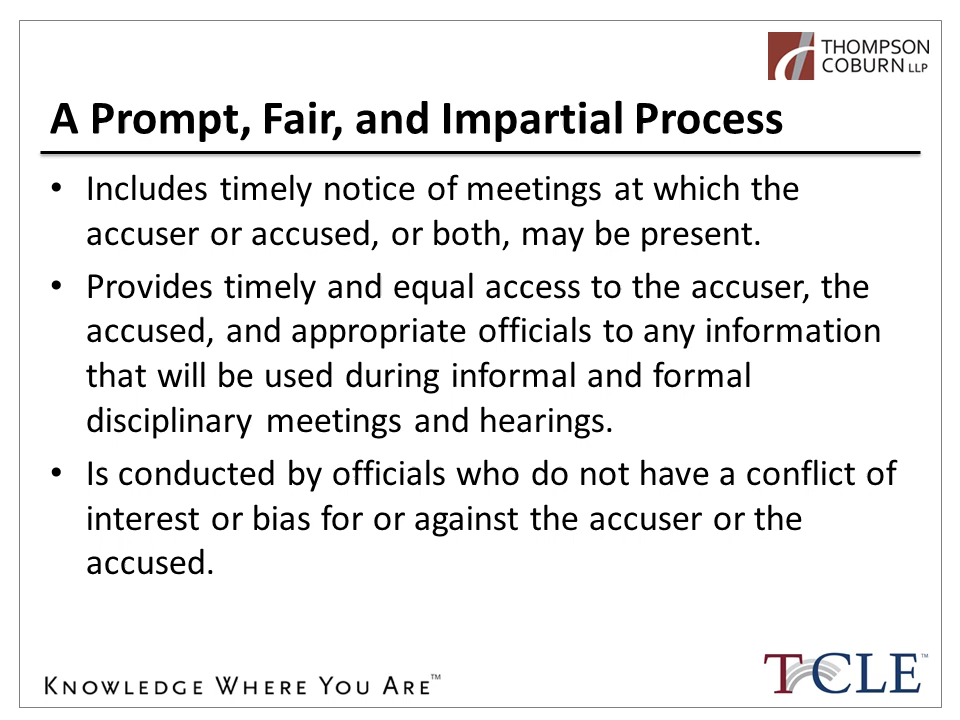 THOMPSON
COBURN LLP
A Prompt, Fair, and Impartial Process
• Includes timely notice of meetings at which the
accuser or accused, or both, may be present.
• Provides timely and equal access to the accuser, the
accused, and appropriate officials to any information
that will be used during informal and formal
disciplinary meetings and hearings.
• Is conducted by officials who do not have a conflict of
interest or bias for or against the accuser or the
accused.
KNOWLEDGE WHERE YOU ARE™
TCLE™